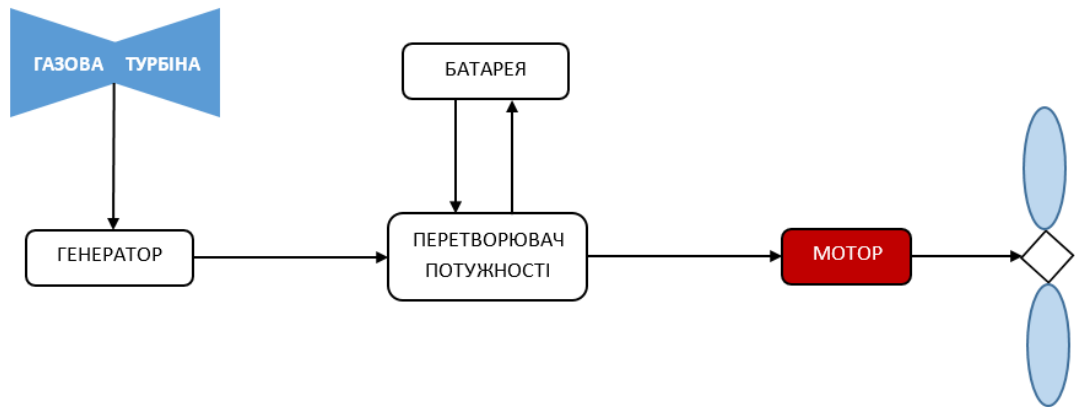 ГАЗОВА ТУРБІНА
БАТАРЕЯ
ГЕНЕРАТОР
ПЕРЕТВОРЮВАЧ
ПОТУЖНОСТІ
МОТОР